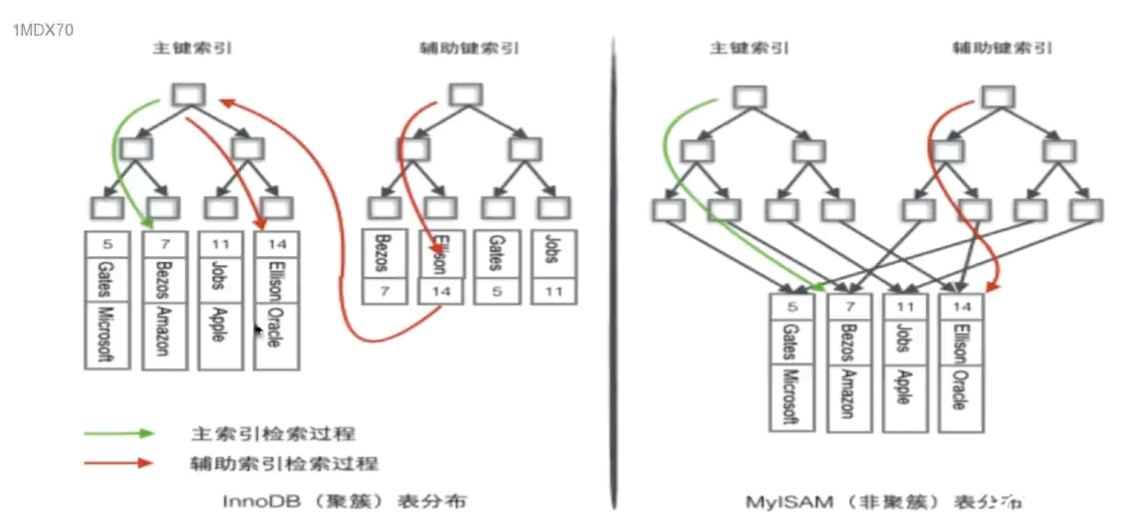 1MDX70
主键索引
辅助键索引
5 Gates Microsoft
7 Bezos Amazon
11 Jobs Apple
14 Ellison Oracle
Bezos 7
Ellison 14
Gates 5
Jobs 11
主索引检索过程
辅助索引检索过程
InnoDB（聚簇）表分布
主键索引
辅助键索引
5 Gates Microsoft
7 Bezos Amazon
11 Jobs Apple
14 Ellison Oracle
MyISAM（非聚簇）表分布